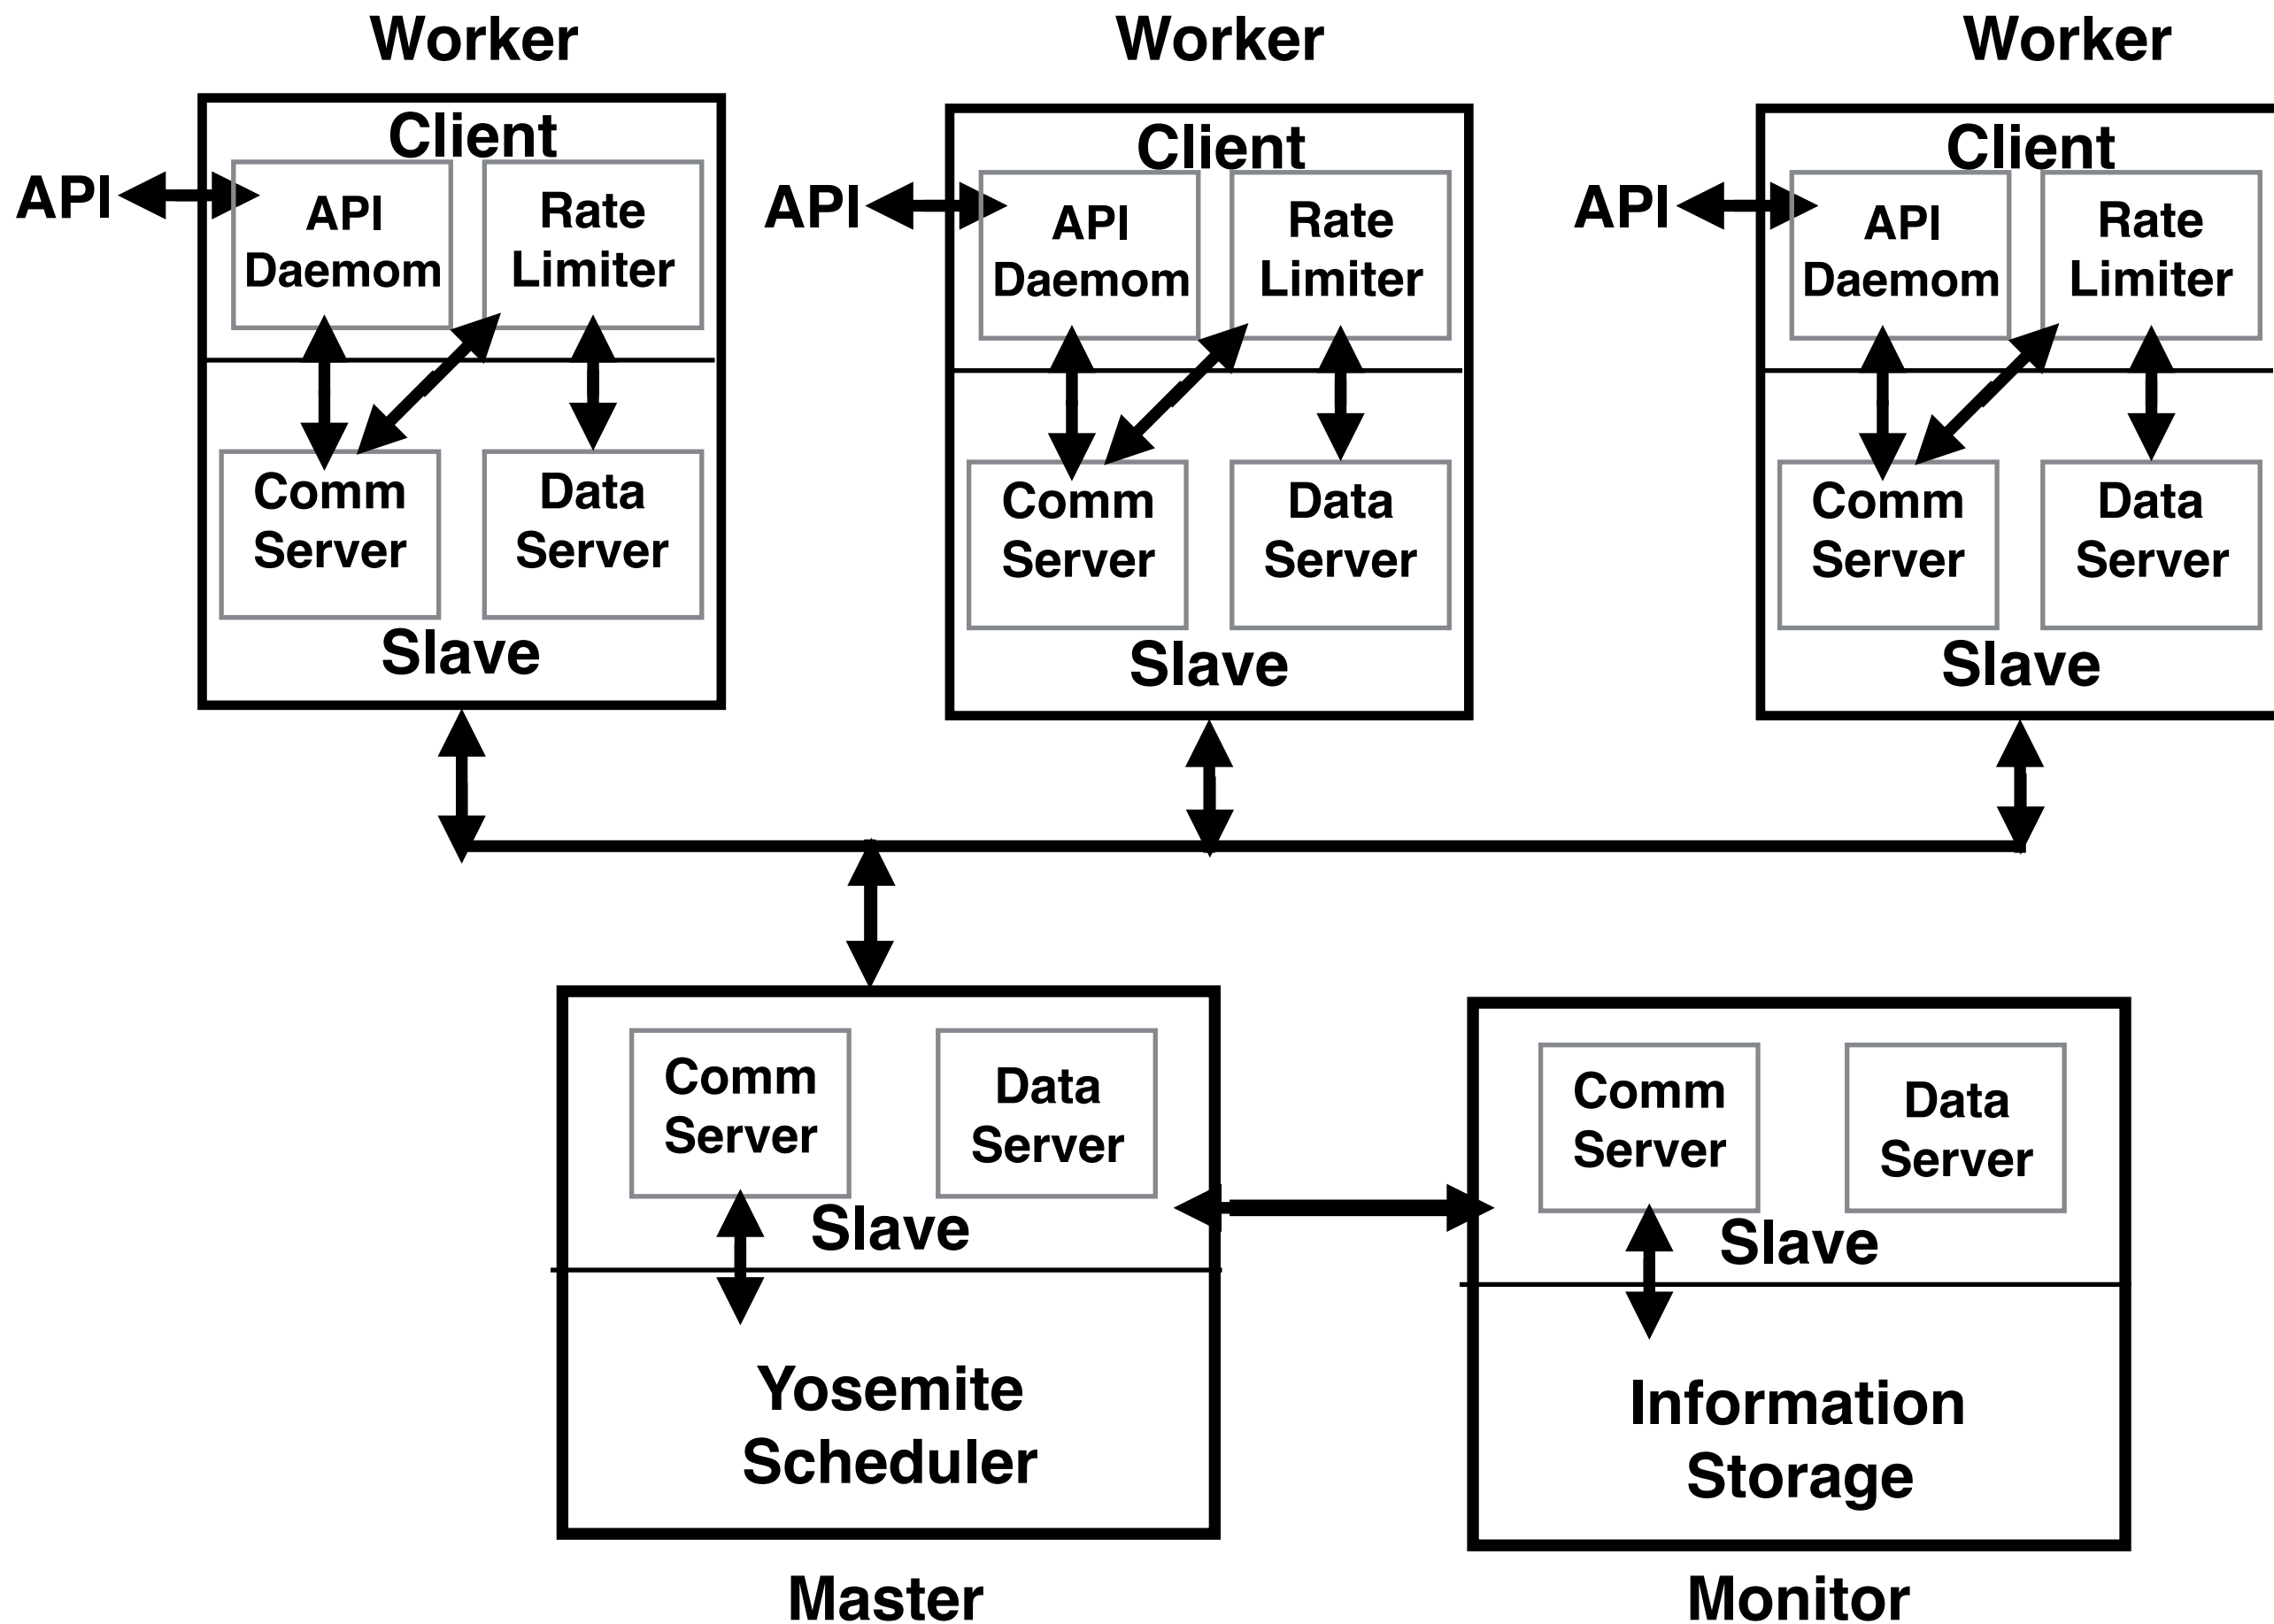 Worker
Client
API
API
Daemom
Rate
Limiter
Comm
Server
Data
Server
Slave
Worker
Client
API
API
Daemom
Rate
Limiter
Comm
Server
Data
Server
Slave
Worker
Client
API
API
Daemom
Rate
Limiter
Comm
Server
Data
Server
Slave
Comm
Server
Data
Server
Slave
Yosemite
Scheduler
Master
Comm
Server
Data
Server
Slave
Information
Storage
Monitor